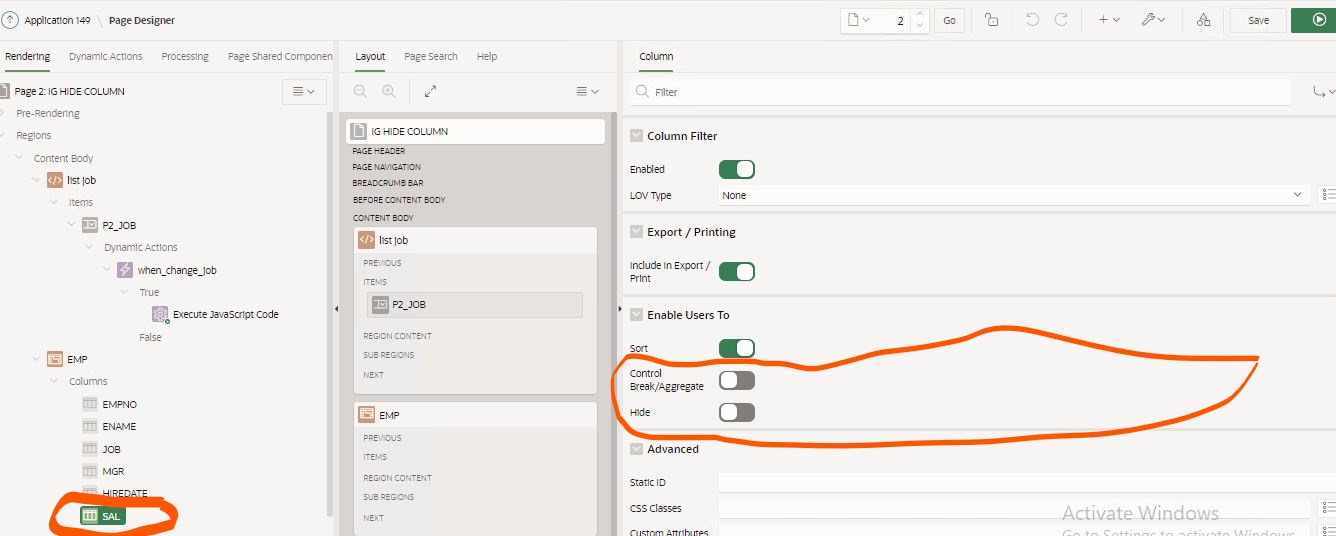 Application 149 \ Page Designer
2 Go Save
Rendering Dynamic Actions Processing Page Shared Componen
Layout Page Search Help
Column
Page 2: IG HIDE COLUMN
Pre-Rendering
Regions
Content Body
list job
Items
P2_JOB
Dynamic Actions
when_change_job
True
Execute JavaScript Code
False
EMP
Columns
EMPNO
ENAME
JOB
MGR
HIREDATE
SAL
IG HIDE COLUMN
PAGE HEADER
PAGE NAVIGATION
BREADCRUMB BAR
BEFORE CONTENT BODY
CONTENT BODY
list job
PREVIOUS
ITEMS
P2_JOB
REGION CONTENT
SUB REGIONS
NEXT
EMP
PREVIOUS
ITEMS
REGION CONTENT
SUB REGIONS
NEXT
Filter
Column Filter
Enabled
LOV Type None
Export / Printing
Include in Export /
Print
Enable Users To
Sort
Control
Break/Aggregate
Hide
Advanced
Static ID
CSS Classes
Custom Attributes
Activate Windows
Go to Settings to activate Windows.